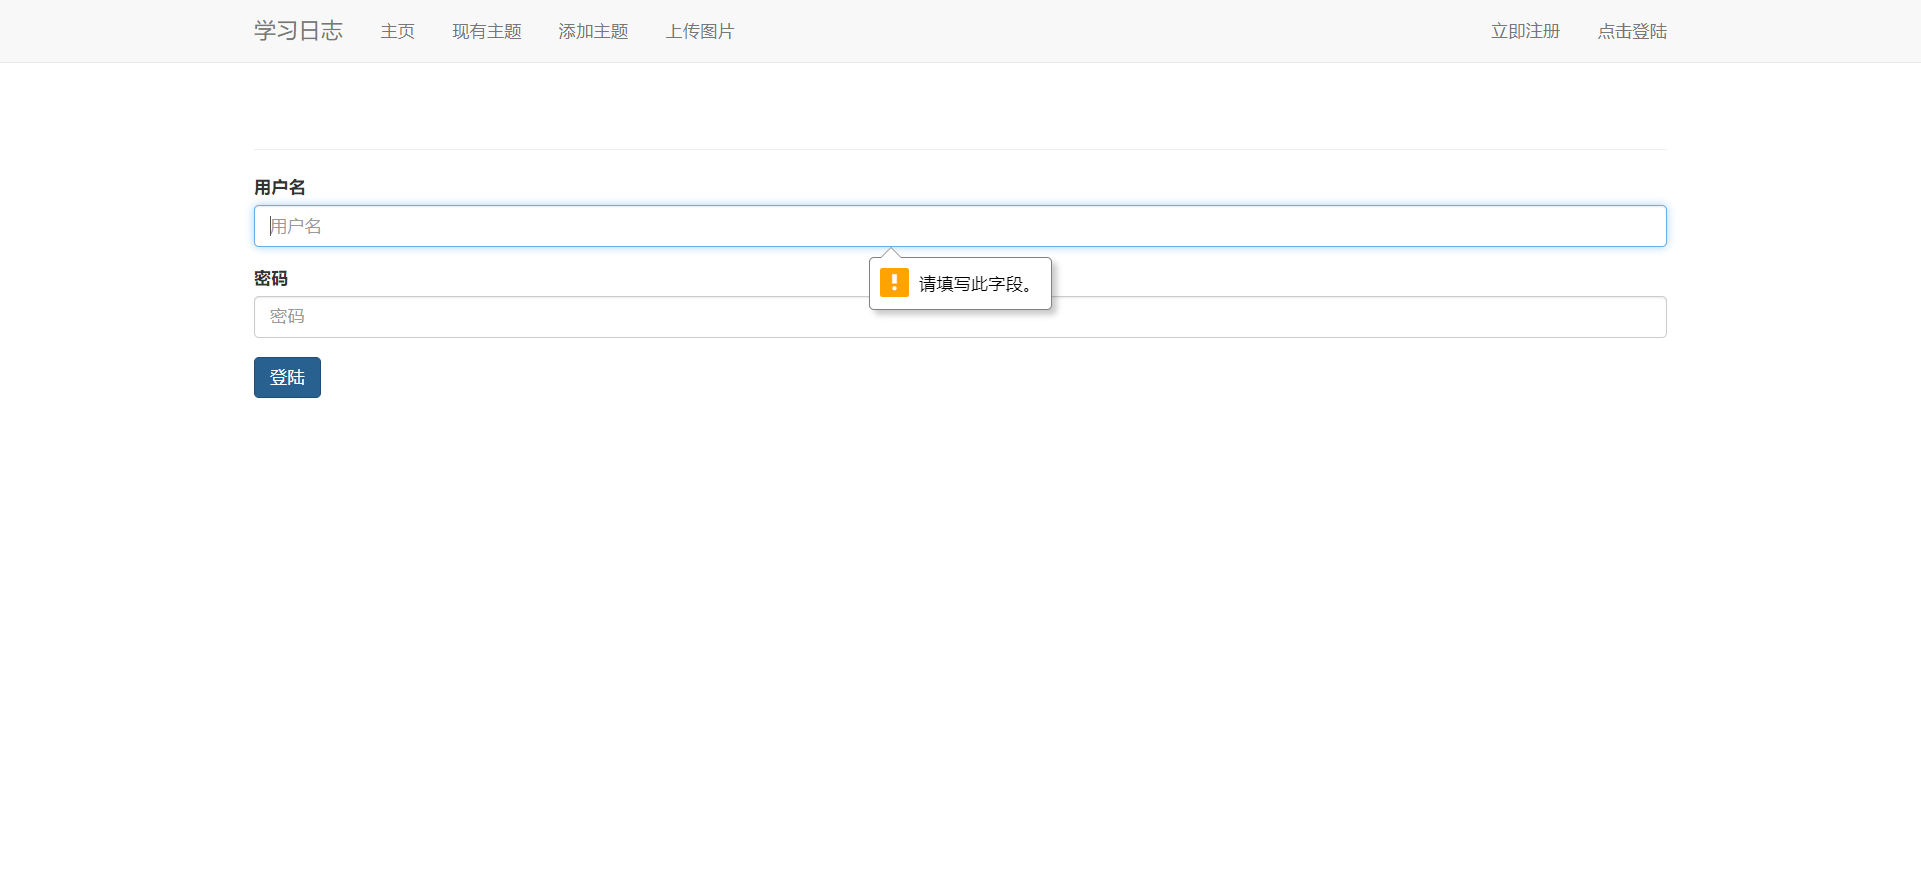 学习日志 主页 现有主题 添加主题 上传图片 立即注册 点击登陆
用户名
用户名
请填写此字段。
密码
密码
登陆